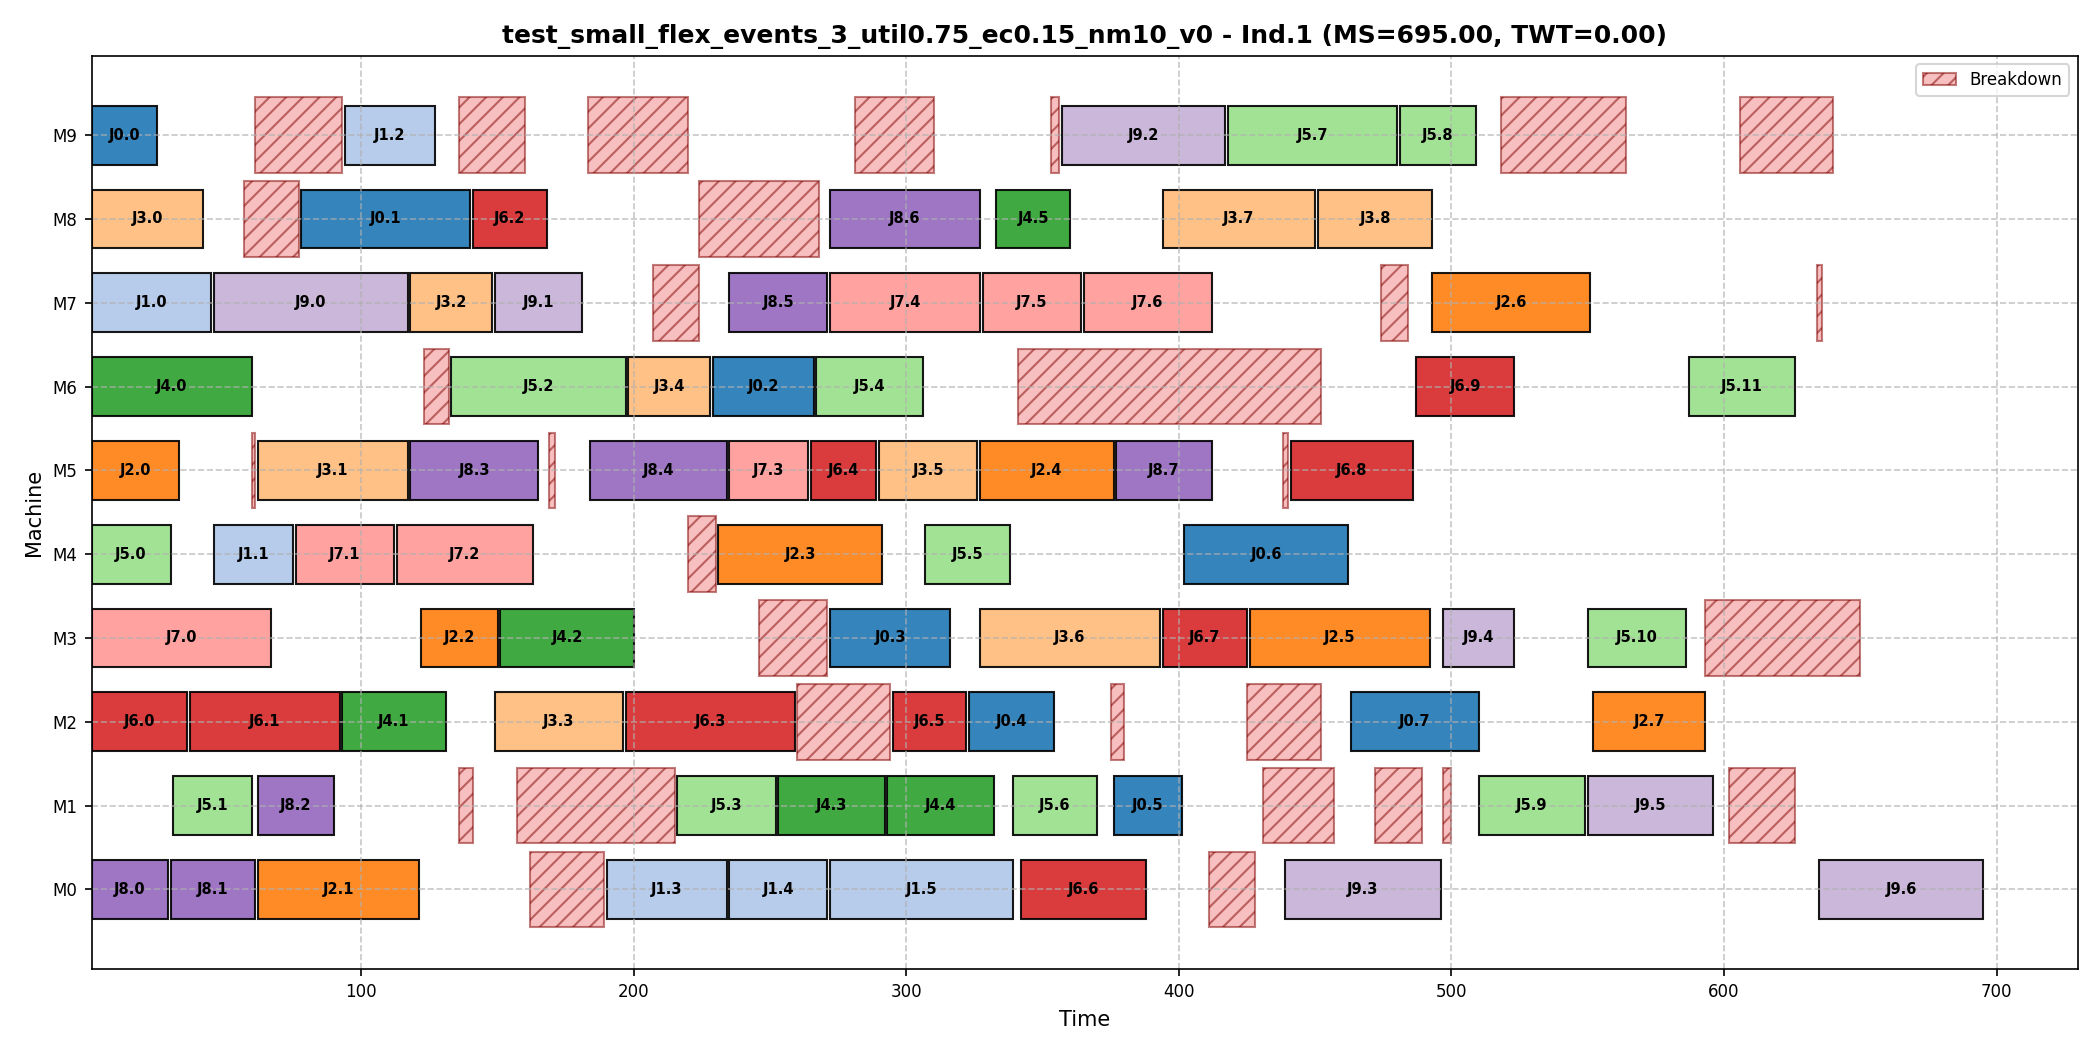 test_small_flex_events_3_util0.75_ec0.15_nm10_v0 - Ind.1 (MS=695.00, TWT=0.00)
Breakdown
M9 J0.0 J1.2 J9.2 J5.7 J5.8
M8 J3.0 J0.1 J6.2 J8.6 J4.5 J3.7 J3.8
M7 J1.0 J9.0 J3.2 J9.1 J8.5 J7.4 J7.5 J7.6 J2.6
M6 J4.0 J5.2 J3.4 J0.2 J5.4 J6.9 J5.11
M5 J2.0 J3.1 J8.3 J8.4 J7.3 J6.4 J3.5 J2.4 J8.7 J6.8
M4 J5.0 J1.1 J7.1 J7.2 J2.3 J5.5 J0.6
M3 J7.0 J2.2 J4.2 J0.3 J3.6 J6.7 J2.5 J9.4 J5.10
M2 J6.0 J6.1 J4.1 J3.3 J6.3 J6.5 J0.4 J0.7 J2.7
M1 J5.1 J8.2 J5.3 J4.3 J4.4 J5.6 J0.5 J5.9 J9.5
M0 J8.0 J8.1 J2.1 J1.3 J1.4 J1.5 J6.6 J9.3 J9.6
Machine
100 200 300 400 500 600 700
Time